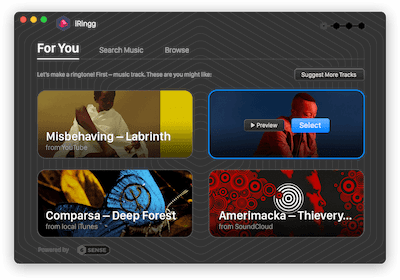 iRingg
For You
Search Music
Browse
Let's make a ringtone! First – music track. These are you might like:
Suggest More Tracks
Misbehaving – Labrinth
from YouTube
Preview
Select
Comparsa – Deep Forest
from local iTunes
Amerimacka – Thievery...
from SoundCloud
Powered by
6 SENSE